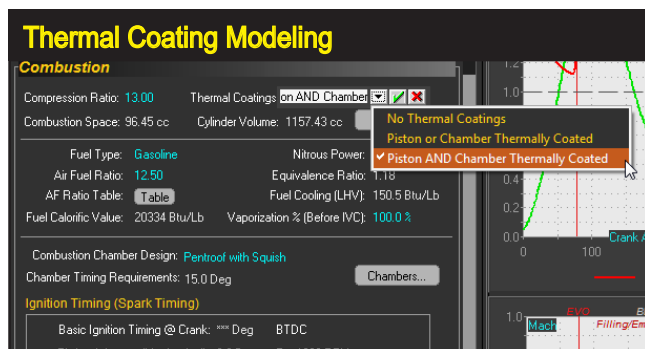 Thermal Coating Modeling
Combustion
Compression Ratio: 13.00 Thermal Coatings on AND Chamber
Combustion Space: 96.45 cc Cylinder Volume: 1157.43 cc
No Thermal Coatings
Piston or Chamber Thermally Coated
Piston AND Chamber Thermally Coated
Fuel Type: Gasoline Nitrous Power:
Air Fuel Ratio: 12.50 Equivalence Ratio: 1.18
AF Ratio Table: Table Fuel Cooling (LHV): 150.5 Btu/Lb
Fuel Calorific Value: 20334 Btu/Lb Vaporization % (Before IVC): 100.0 %
Combustion Chamber Design: Pentroof with Squish
Chamber Timing Requirements: 15.0 Deg Chambers...
Ignition Timing (Spark Timing)
Basic Ignition Timing @ Crank: *** Deg BTDC
1.2
1.0
0.4
0.2
0.0
0 100
Crank A
1.0
EVO
Mach
Filling/Em